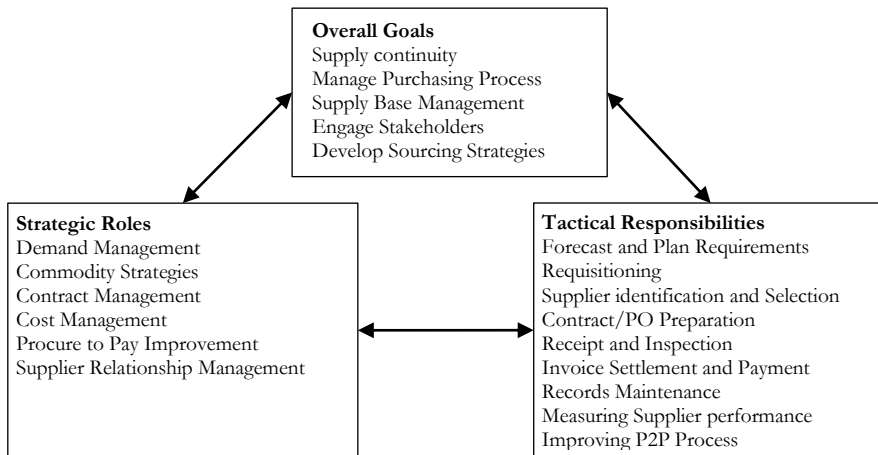 Overall Goals
Supply continuity
Manage Purchasing Process
Supply Base Management
Engage Stakeholders
Develop Sourcing Strategies
Strategic Roles
Demand Management
Commodity Strategies
Contract Management
Cost Management
Procure to Pay Improvement
Supplier Relationship Management
Tactical Responsibilities
Forecast and Plan Requirements
Requisitioning
Supplier identification and Selection
Contract/PO Preparation
Receipt and Inspection
Invoice Settlement and Payment
Records Maintenance
Measuring Supplier performance
Improving P2P Process